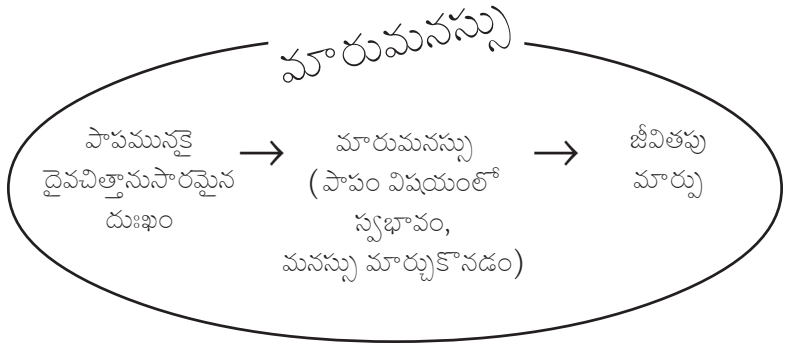 మారుమనస్సు
పాపమునకై
దైవచిత్తానుసారమైన
దుఃఖం
→
మారుమనస్సు
(పాపం విషయంలో
స్వభావం,
మనస్సు మార్చుకొనడం)
→
జీవితపు
మార్పు